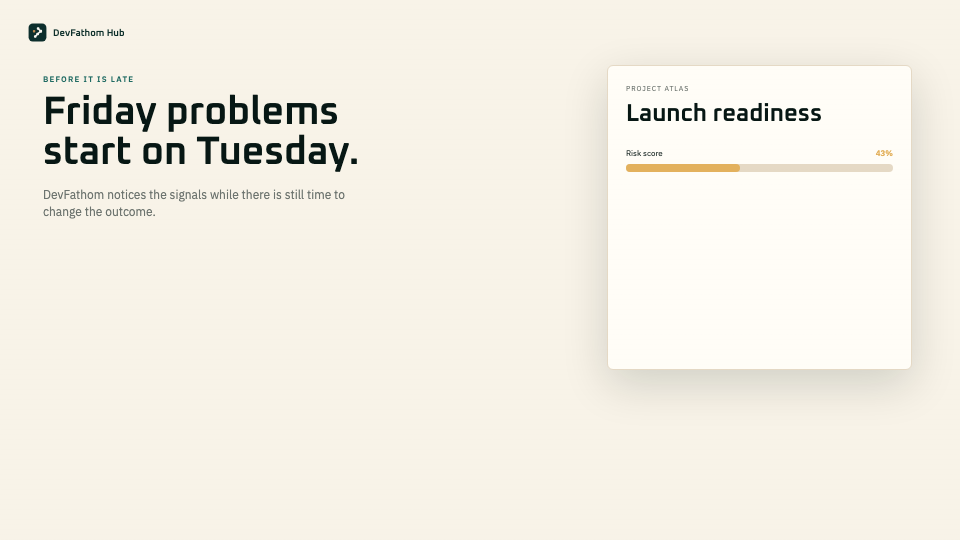 DevFathom Hub
BEFORE IT IS LATE
Friday problems
start on Tuesday.
DevFathom notices the signals while there is still time to
change the outcome.
PROJECT ATLAS
Launch readiness
Risk score 43%